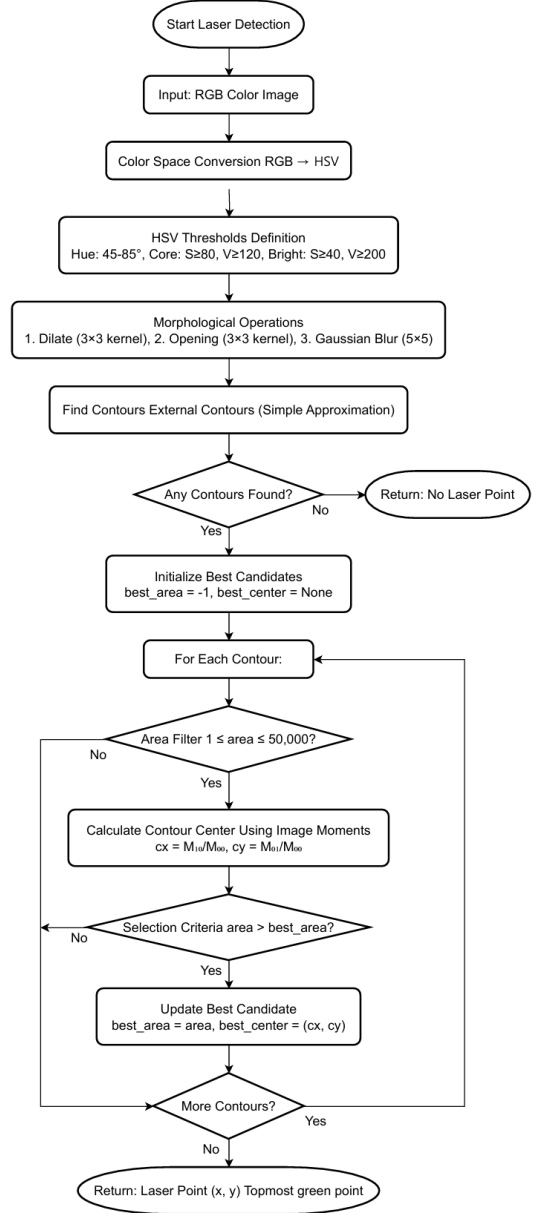 Start Laser Detection
Input: RGB Color Image
Color Space Conversion RGB → HSV
HSV Thresholds Definition
Hue: 45-85°, Core: S≥80, V≥120, Bright: S≥40, V≥200
Morphological Operations
1. Dilate (3×3 kernel), 2. Opening (3×3 kernel), 3. Gaussian Blur (5×5)
Find Contours External Contours (Simple Approximation)
Any Contours Found?
No
Return: No Laser Point
Yes
Initialize Best Candidates
best_area = -1, best_center = None
For Each Contour:
Area Filter 1 ≤ area ≤ 50,000?
No
Yes
Calculate Contour Center Using Image Moments
cx = M₁₀/M₀₀, cy = M₀₁/M₀₀
Selection Criteria area > best_area?
No
Yes
Update Best Candidate
best_area = area, best_center = (cx, cy)
More Contours?
Yes
No
Return: Laser Point (x, y) Topmost green point